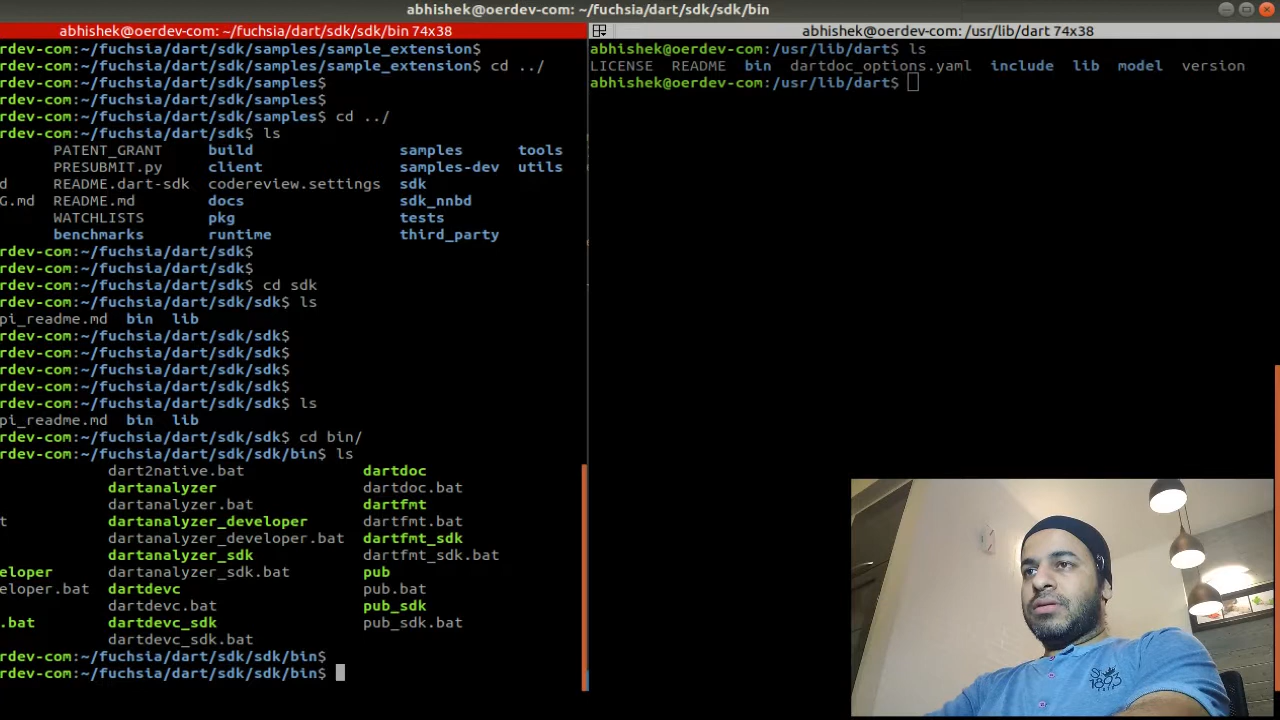 abhishek@oerdev-com: ~/fuchsia/dart/sdk/sdk/bin
abhishek@oerdev-com: ~/fuchsia/dart/sdk/sdk/bin 74x38
rdev-com:~/fuchsia/dart/sdk/samples/sample_extension$
rdev-com:~/fuchsia/dart/sdk/samples/sample_extension$ cd ../
rdev-com:~/fuchsia/dart/sdk/samples$
rdev-com:~/fuchsia/dart/sdk/samples$
rdev-com:~/fuchsia/dart/sdk/samples$ cd ../
rdev-com:~/fuchsia/dart/sdk$ ls
PATENT_GRANT build samples tools
PRESUBMIT.py client samples-dev utils
d README.dart-sdk codereview.settings sdk
G.md README.md docs sdk_nnbd
WATCHLISTS pkg tests
benchmarks runtime third_party
rdev-com:~/fuchsia/dart/sdk$
rdev-com:~/fuchsia/dart/sdk$
rdev-com:~/fuchsia/dart/sdk$ cd sdk
rdev-com:~/fuchsia/dart/sdk/sdk$ ls
pi_readme.md bin lib
rdev-com:~/fuchsia/dart/sdk/sdk$
rdev-com:~/fuchsia/dart/sdk/sdk$
rdev-com:~/fuchsia/dart/sdk/sdk$
rdev-com:~/fuchsia/dart/sdk/sdk$
rdev-com:~/fuchsia/dart/sdk/sdk$ ls
pi_readme.md bin lib
rdev-com:~/fuchsia/dart/sdk/sdk$ cd bin/
rdev-com:~/fuchsia/dart/sdk/sdk/bin$ ls
dart2native.bat dartdoc
dartanalyzer dartdoc.bat
dartanalyzer.bat dartfmt
t dartanalyzer_developer dartfmt.bat
dartanalyzer_developer.bat dartfmt_sdk
dartanalyzer_sdk dartfmt_sdk.bat
eloper dartanalyzer_sdk.bat pub
eloper.bat dartdevc pub.bat
dartdevc.bat pub_sdk
.bat dartdevc_sdk pub_sdk.bat
dartdevc_sdk.bat
rdev-com:~/fuchsia/dart/sdk/sdk/bin$
rdev-com:~/fuchsia/dart/sdk/sdk/bin$
abhishek@oerdev-com: /usr/lib/dart 74x38
abhishek@oerdev-com:/usr/lib/dart$ ls
LICENSE README bin dartdoc_options.yaml include lib model version
abhishek@oerdev-com:/usr/lib/dart$
1893